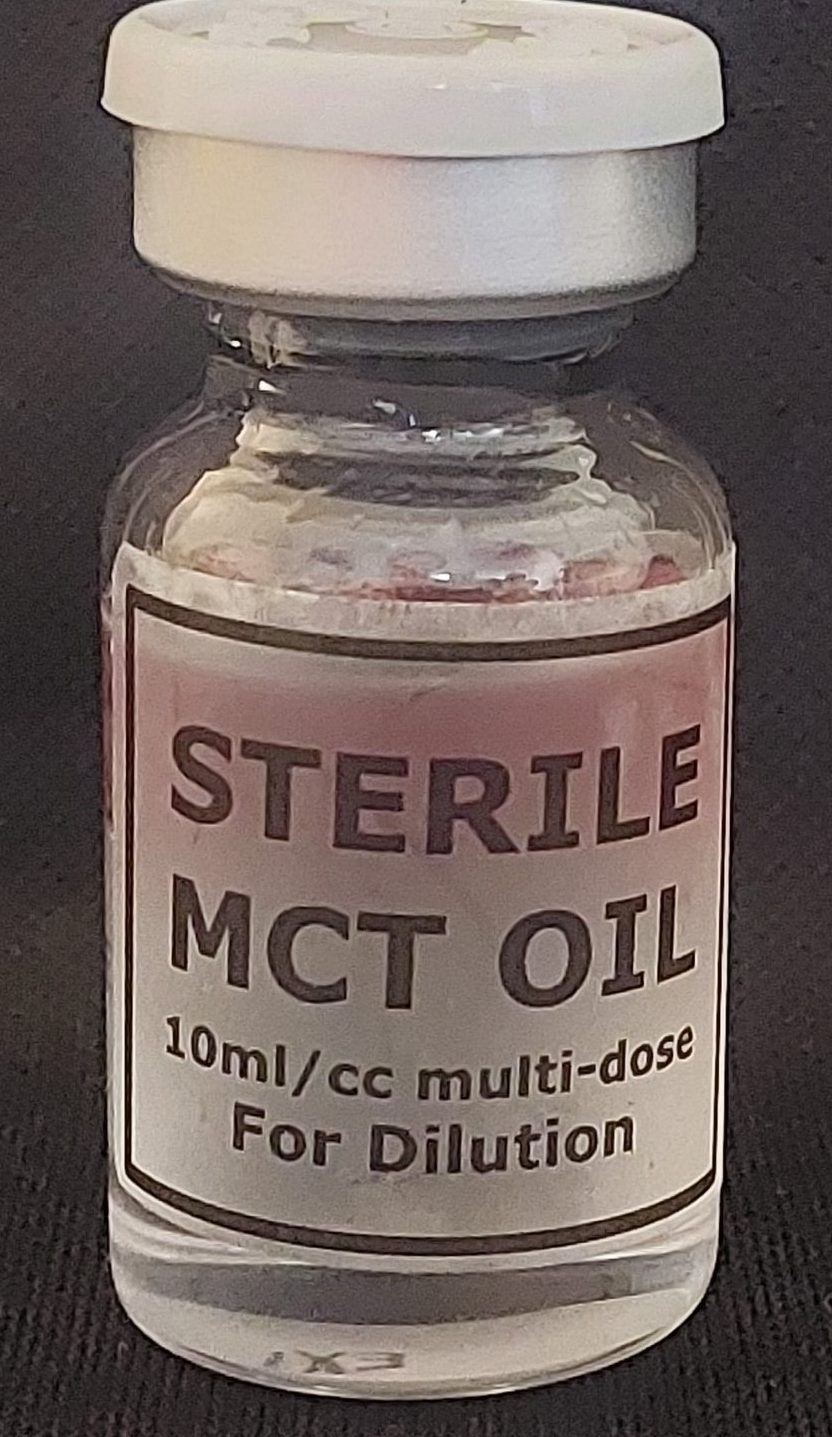 STERILE
MCT OIL
10ml/cc multi-dose
For Dilution